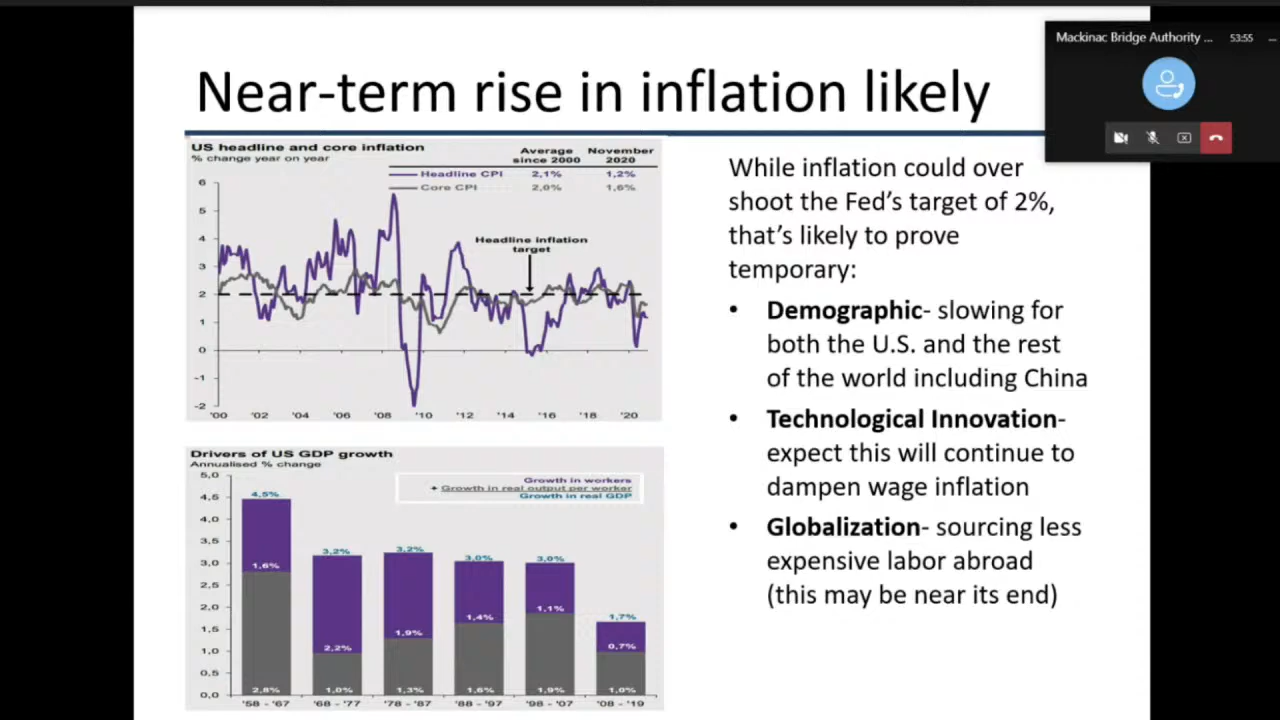 Near-term rise in inflation likely
Mackinac Bridge Authority ...
53:55
US headline and core inflation
% change year on year
Average since 2000
November 2020
Headline CPI 2,1% 1,2%
Core CPI 2,0% 1,6%
6
5
4
3
2
1
0
-1
-2
Headline inflation
target
'00 '02 '04 '06 '08 '10 '12 '14 '16 '18 '20
Drivers of US GDP growth
Annualised % change
5,0
4,5
4,0
3,5
3,0
2,5
2,0
1,5
1,0
0,5
0,0
Growth in workers
+ Growth in real output per worker
Growth in real GDP
4,5% 3,2% 3,2% 3,0% 3,0% 1,7%
1,6% 2,2% 1,9% 1,4% 1,1% 0,7%
2,8% 1,0% 1,3% 1,6% 1,9% 1,0%
'58 - '67 '68 - '77 '78 - '87 '88 - '97 '98 - '07 '08 - '19
While inflation could over
shoot the Fed's target of 2%,
that's likely to prove
temporary:
• Demographic- slowing for
both the U.S. and the rest
of the world including China
• Technological Innovation-
expect this will continue to
dampen wage inflation
• Globalization- sourcing less
expensive labor abroad
(this may be near its end)